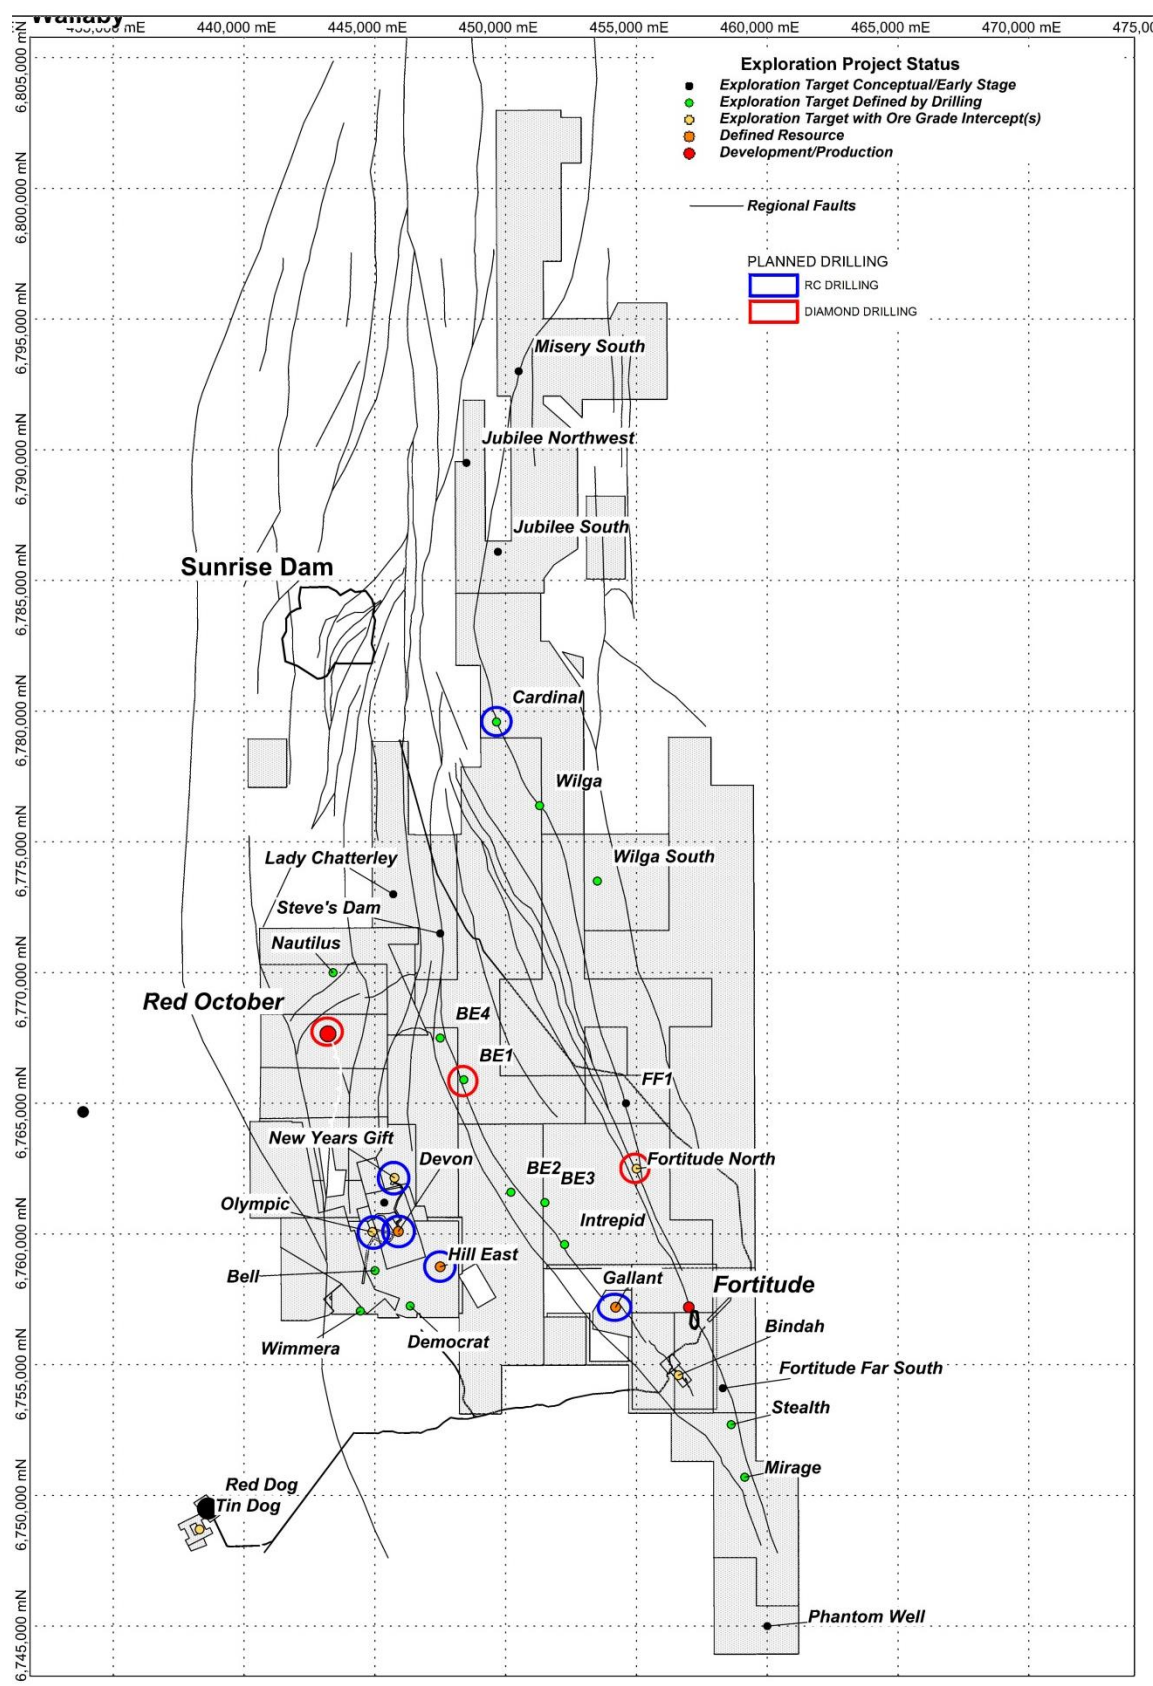 Wallaby
435,000 mE
440,000 mE
445,000 mE
450,000 mE
455,000 mE
460,000 mE
465,000 mE
470,000 mE
475,0
6,805,000 mN
6,800,000 mN
6,795,000 mN
6,790,000 mN
6,785,000 mN
6,780,000 mN
6,775,000 mN
6,770,000 mN
6,765,000 mN
6,760,000 mN
6,755,000 mN
6,750,000 mN
6,745,000 mN
Exploration Project Status
Exploration Target Conceptual/Early Stage
Exploration Target Defined by Drilling
Exploration Target with Ore Grade Intercept(s)
Defined Resource
Development/Production
Regional Faults
PLANNED DRILLING
RC DRILLING
DIAMOND DRILLING
Misery South
Jubilee Northwest
Jubilee South
Sunrise Dam
Cardinal
Wilga
Wilga South
Lady Chatterley
Steve's Dam
Nautilus
Red October
BE4
BE1
FF1
New Years Gift
Devon
Fortitude North
BE2
BE3
Olympic
Intrepid
Hill East
Bell
Gallant
Fortitude
Bindah
Wimmera
Democrat
Fortitude Far South
Stealth
Mirage
Red Dog
Tin Dog
Phantom Well